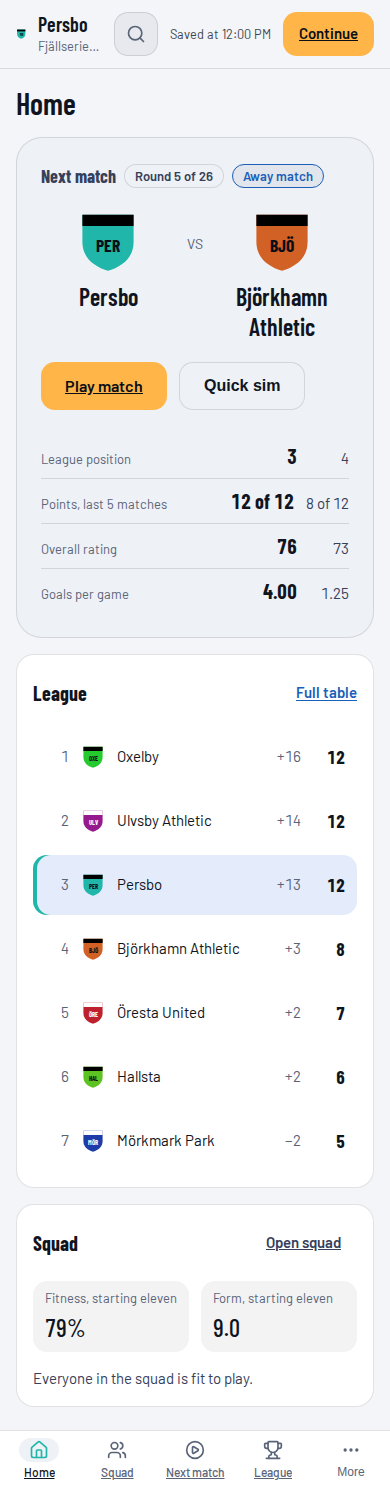 Persbo
Fjällserie...
Saved at 12:00 PM
Continue
Home
Next match
Round 5 of 26
Away match
PER
VS
BJÖ
Persbo
Björkhamn
Athletic
Play match
Quick sim
League position 3 4
Points, last 5 matches 12 of 12 8 of 12
Overall rating 76 73
Goals per game 4.00 1.25
League
Full table
1 OXE Oxelby +16 12
2 ULV Ulvsby Athletic +14 12
3 PER Persbo +13 12
4 BJÖ Björkhamn Athletic +3 8
5 ÖRE Öresta United +2 7
6 HAL Hallsta +2 6
7 MÖR Mörkmark Park −2 5
Squad
Open squad
Fitness, starting eleven
79%
Form, starting eleven
9.0
Everyone in the squad is fit to play.
Home
Squad
Next match
League
More